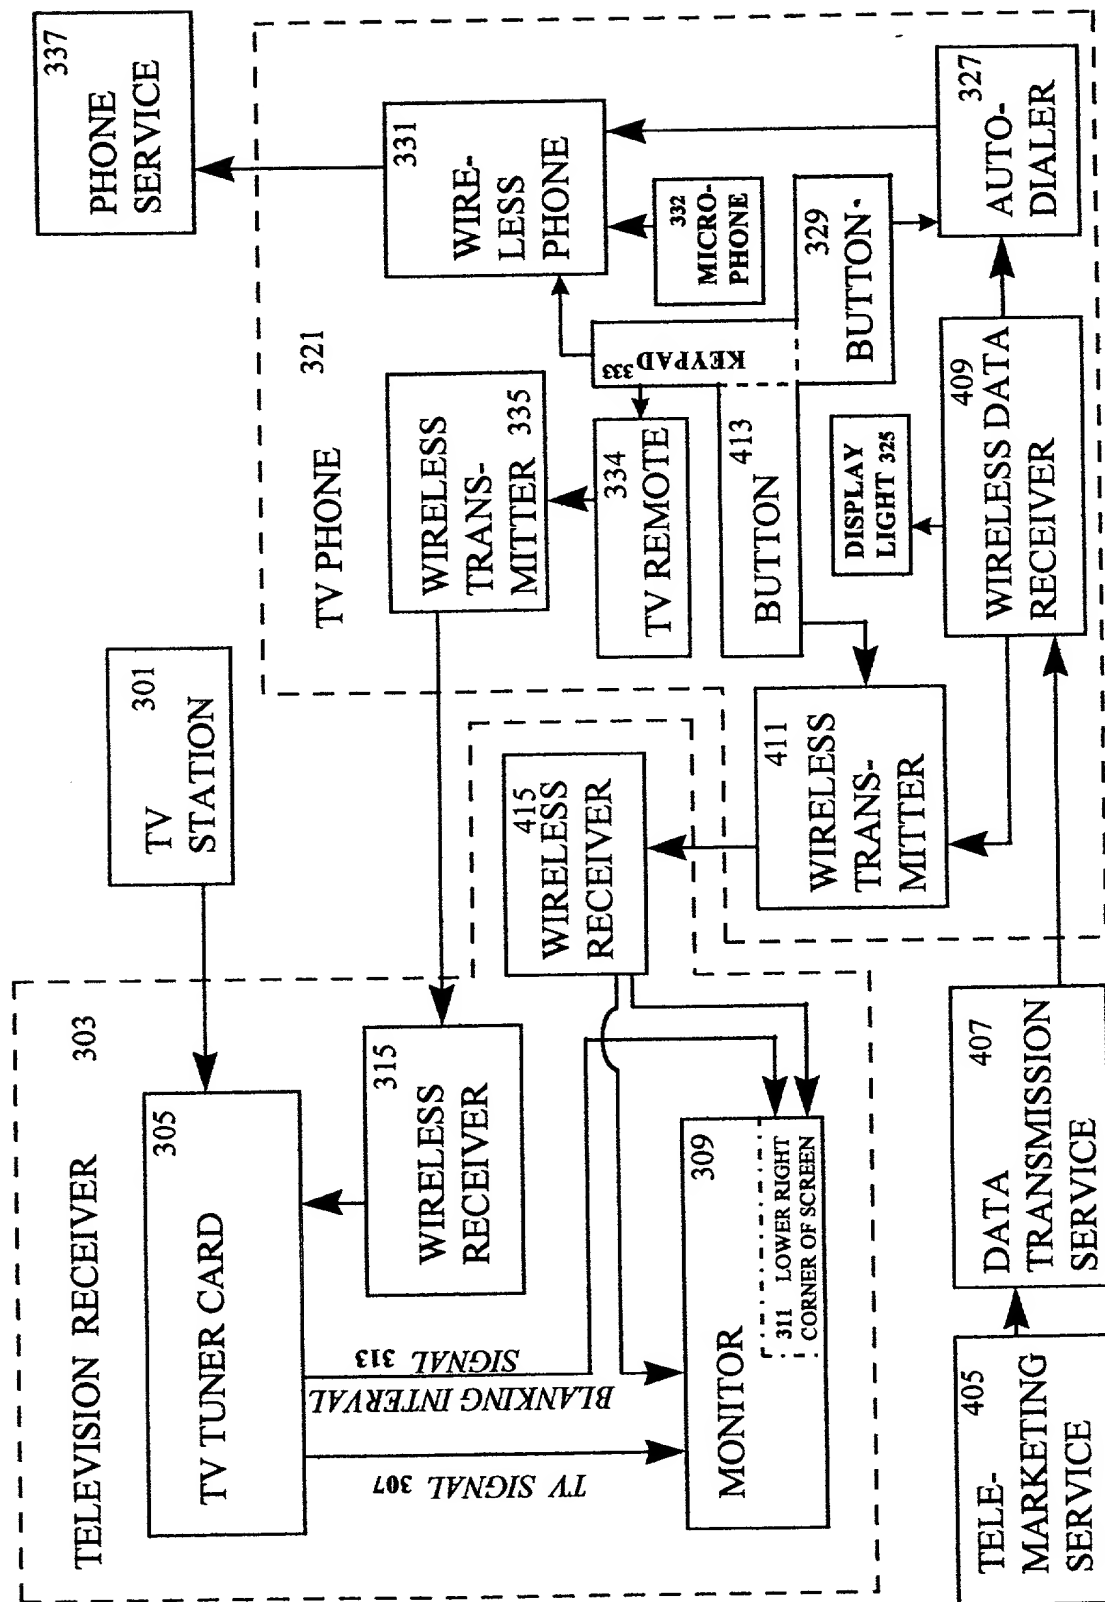 TELEVISION RECEIVER 303
305
TV TUNER CARD
TV SIGNAL 307
BLANKING INTERVAL
SIGNAL 313
315
WIRELESS
RECEIVER
309
MONITOR
311 LOWER RIGHT
CORNER OF SCREEN
415
WIRELESS
RECEIVER
301
TV
STATION
337
PHONE
SERVICE
TV PHONE 321
331
WIRE-
LESS
PHONE
332
MICRO-
PHONE
WIRELESS
TRANS-
MITTER 335
334
TV REMOTE
KEYPAD 333
413
BUTTON
329
BUTTON
DISPLAY
LIGHT 325
327
AUTO-
DIALER
409
WIRELESS DATA
RECEIVER
411
WIRELESS
TRANS-
MITTER
405
TELE-
MARKETING
SERVICE
407
DATA
TRANSMISSION
SERVICE